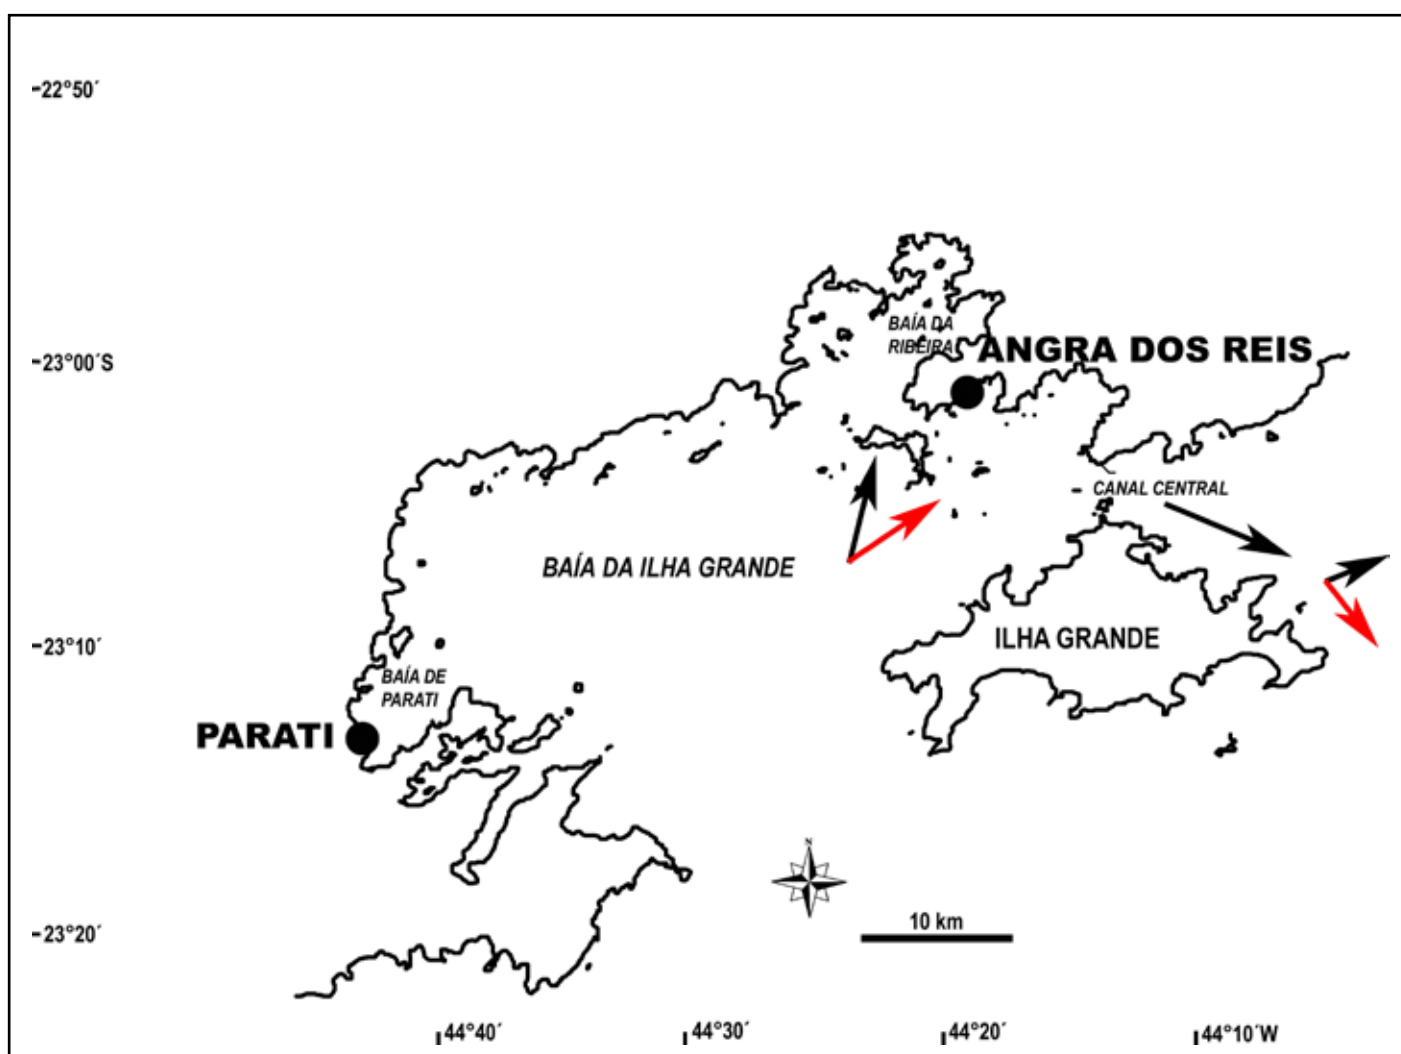 22°50´
23°00´S
BAÍA DA
RIBEIRA
ANGRA DOS REIS
CANAL CENTRAL
BAÍA DA ILHA GRANDE
ILHA GRANDE
23°10´
BAÍA DE
PARATI
PARATI
N
10 km
23°20´
44°40´
44°30´
44°20´
44°10´W